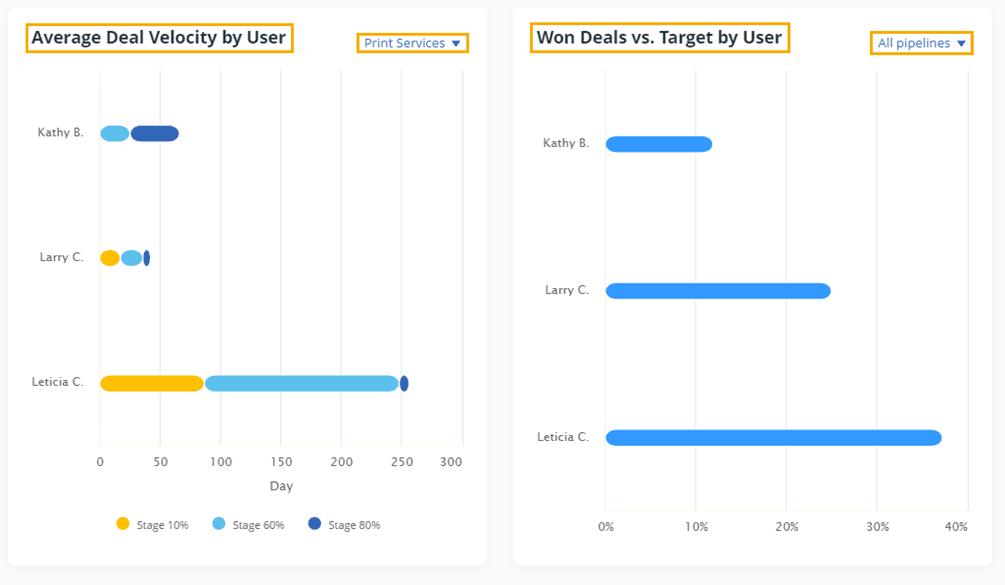 Average Deal Velocity by User
Print Services
Kathy B.
Larry C.
Leticia C.
0 50 100 150 200 250 300
Day
Stage 10% Stage 60% Stage 80%
Won Deals vs. Target by User
All pipelines
Kathy B.
Larry C.
Leticia C.
0% 10% 20% 30% 40%